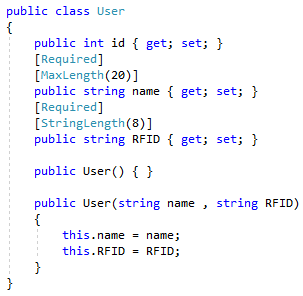 public class User
{
    public int id { get; set; }
    [Required]
    [MaxLength(20)]
    public string name { get; set; }
    [Required]
    [StringLength(8)]
    public string RFID { get; set; }

    public User() { }

    public User(string name , string RFID)
    {
        this.name = name;
        this.RFID = RFID;
    }
}